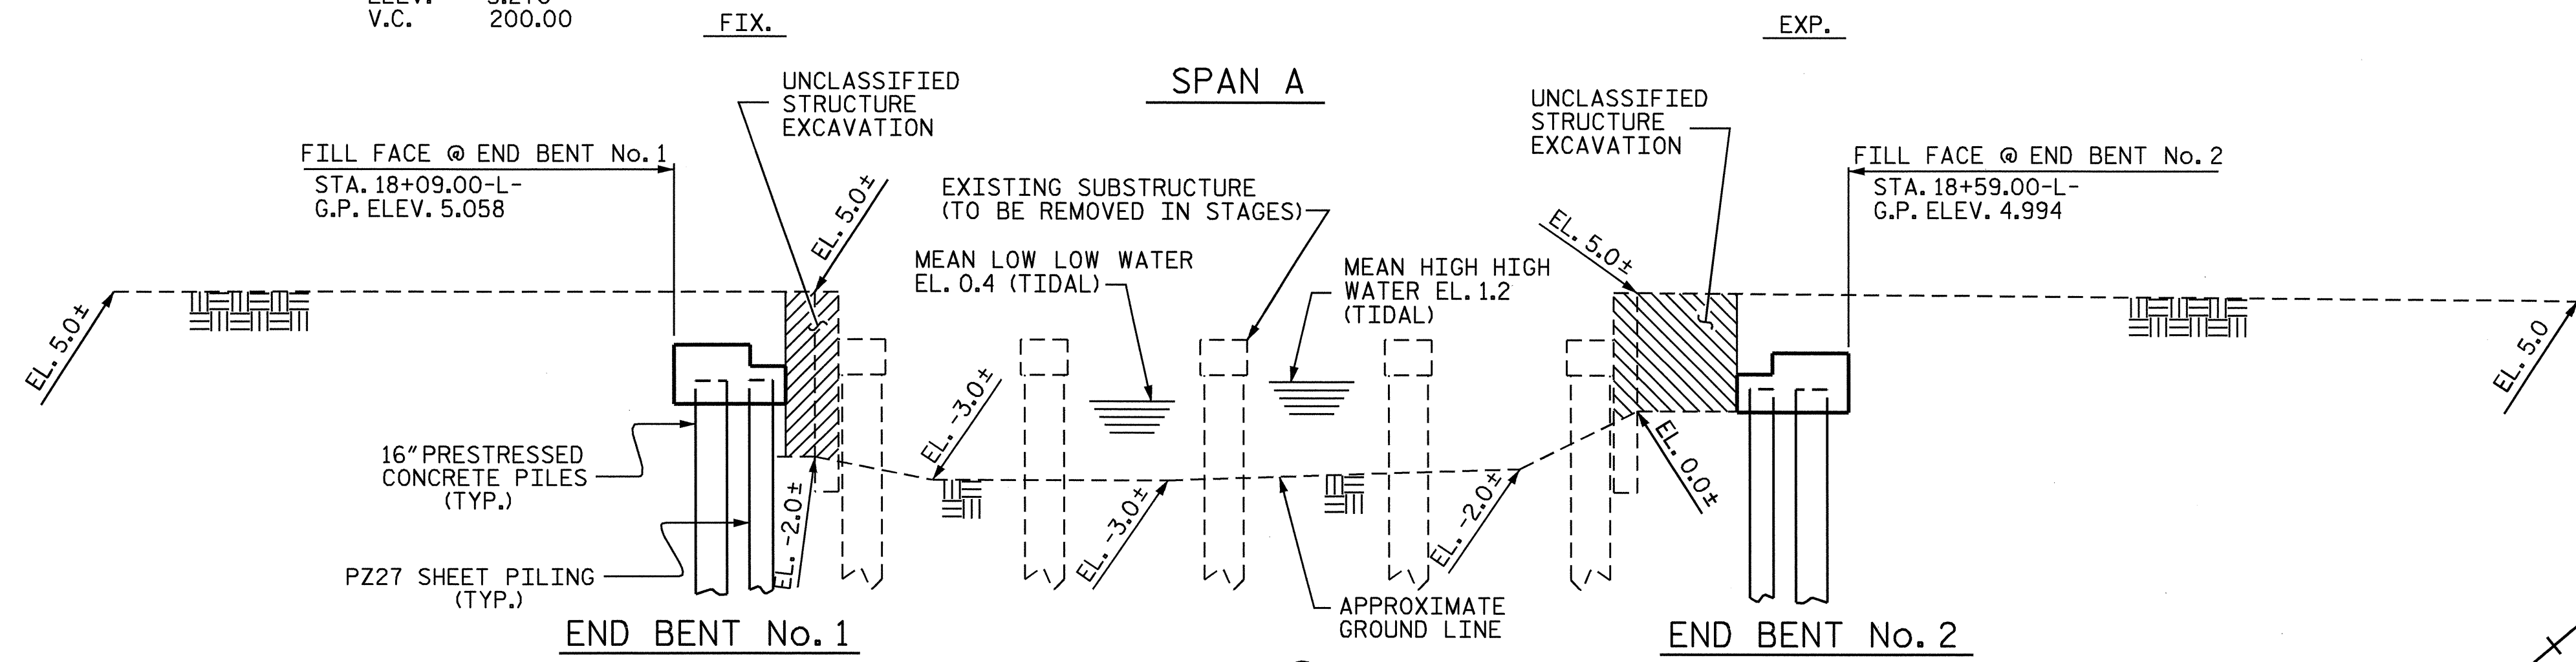 V.C. 200.00
FIX.
EXP.
SPAN A
UNCLASSIFIED
STRUCTURE
EXCAVATION
UNCLASSIFIED
STRUCTURE
EXCAVATION
FILL FACE @ END BENT No. 1
STA. 18+09.00-L-
G.P. ELEV. 5.058
FILL FACE @ END BENT No. 2
STA. 18+59.00-L-
G.P. ELEV. 4.994
EXISTING SUBSTRUCTURE
(TO BE REMOVED IN STAGES)
MEAN LOW LOW WATER
EL. 0.4 (TIDAL)
MEAN HIGH HIGH
WATER EL. 1.2
(TIDAL)
EL. 5.0±
EL. 5.0±
EL. 5.0±
EL. 5.0
EL. -3.0±
EL. 0.0±
EL. -2.0±
EL. -3.0±
EL. -2.0±
16" PRESTRESSED
CONCRETE PILES
(TYP.)
PZ27 SHEET PILING
(TYP.)
APPROXIMATE
GROUND LINE
END BENT No. 1
END BENT No. 2